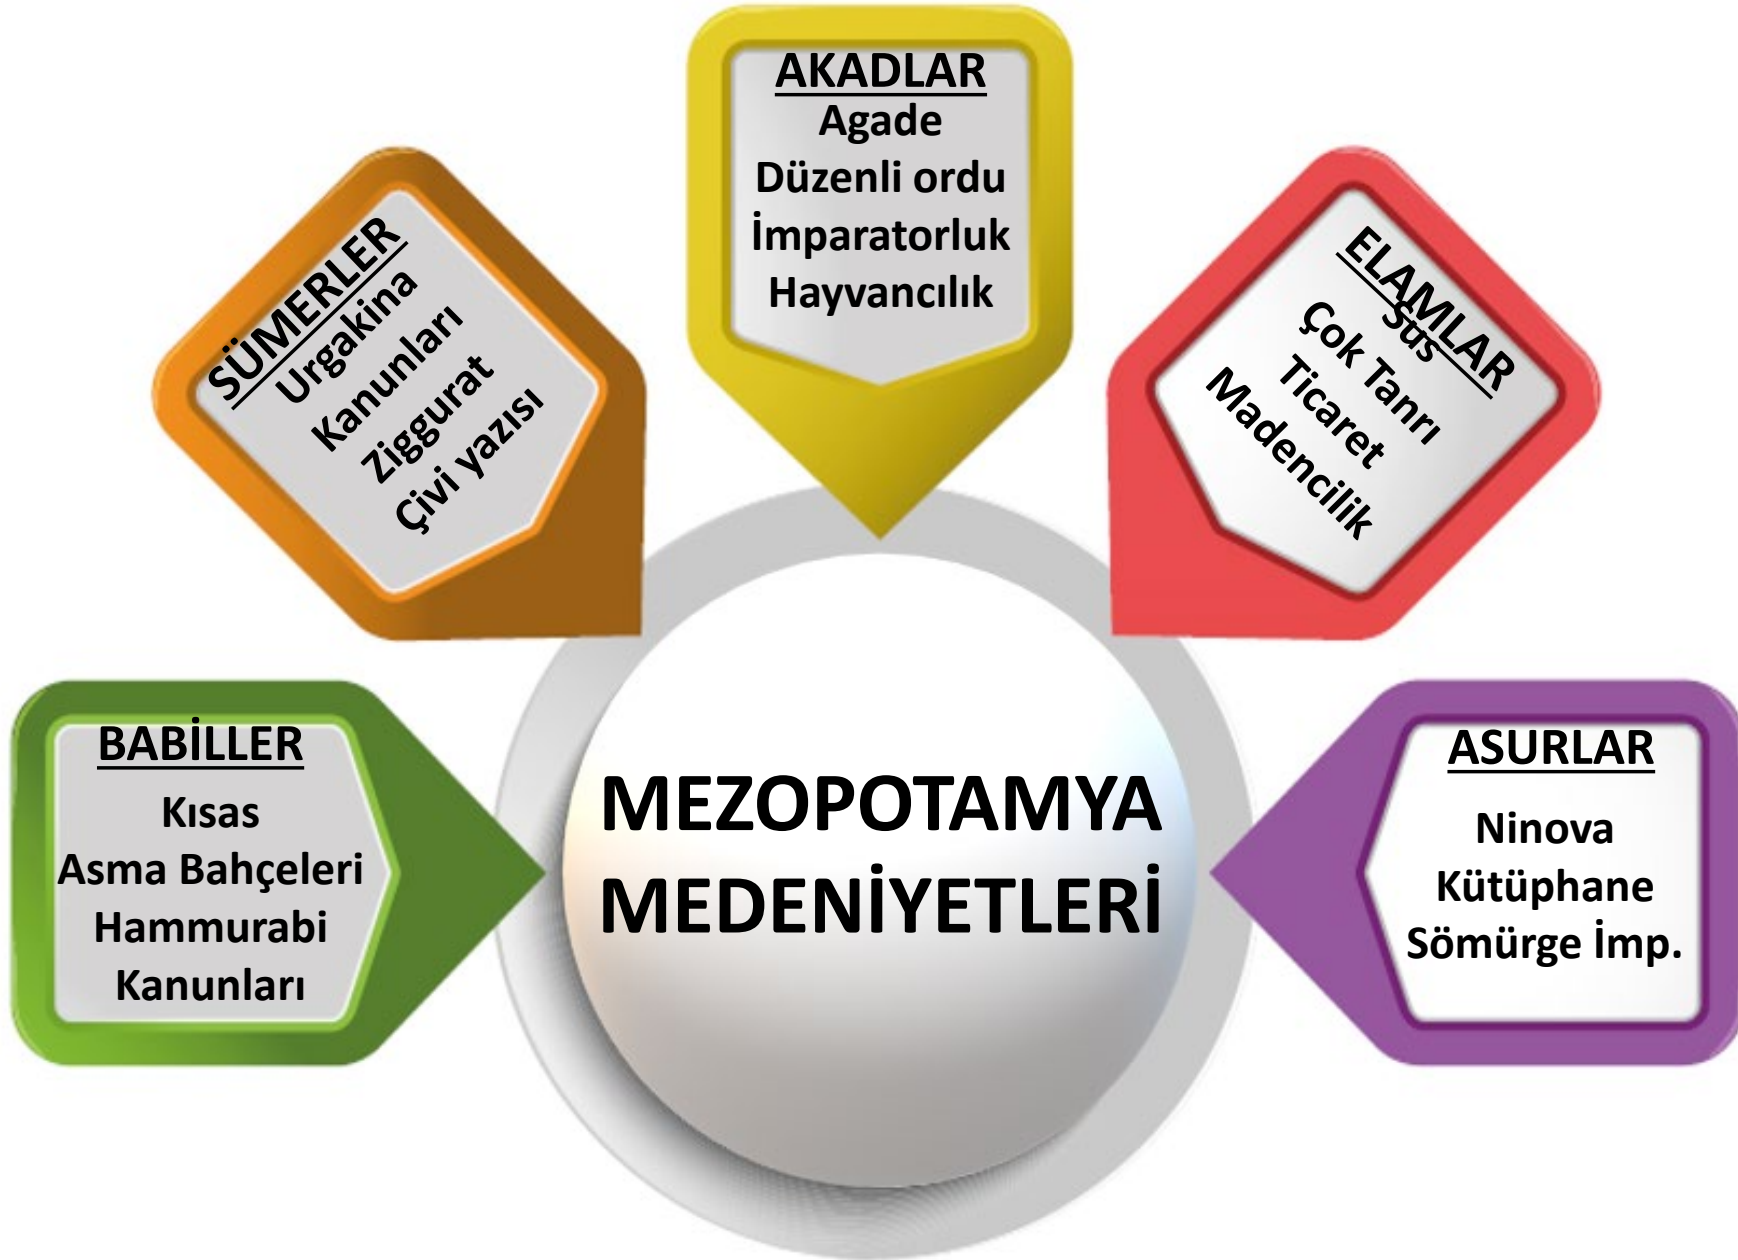 AKADLAR
Agade
Düzenli ordu
İmparatorluk
Hayvancılık
SÜMERLER
Urgakina
Kanunları
Ziggurat
Çivi yazısı
ELAMLAR
Sus
Çok Tanrı
Ticaret
Madencilik
BABİLLER
Kısas
Asma Bahçeleri
Hammurabi
Kanunları
MEZOPOTAMYA
MEDENİYETLERİ
ASURLAR
Ninova
Kütüphane
Sömürge İmp.